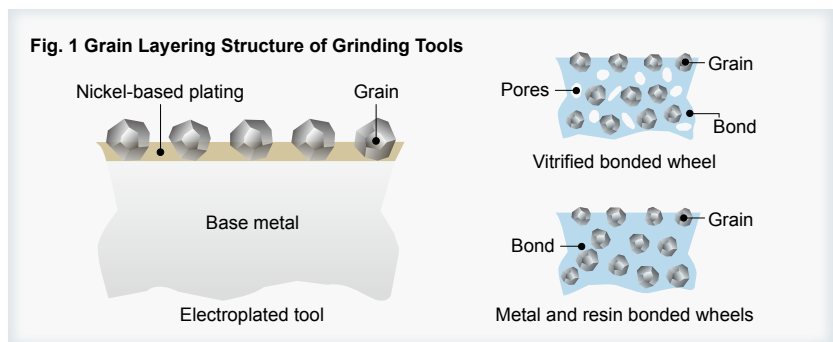 Fig. 1 Grain Layering Structure of Grinding Tools
Nickel-based plating
Grain
Base metal
Electroplated tool
Grain
Pores
Bond
Vitrified bonded wheel
Grain
Bond
Metal and resin bonded wheels